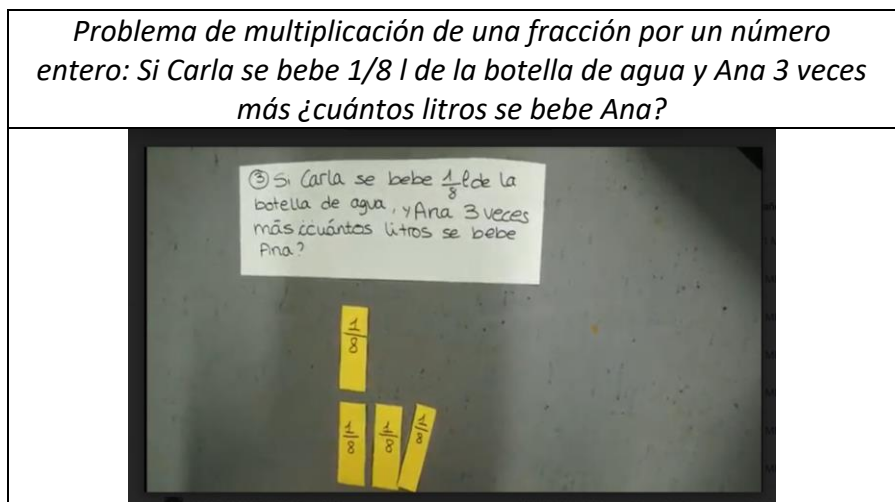 Problema de multiplicación de una fracción por un número
entero: Si Carla se bebe 1/8 l de la botella de agua y Ana 3 veces
más ¿cuántos litros se bebe Ana?
③ Si Carla se bebe 1/8 l de la
botella de agua, y Ana 3 veces
más ¿cuántos litros se bebe
Ana?
1/8
1/8 1/8 1/8